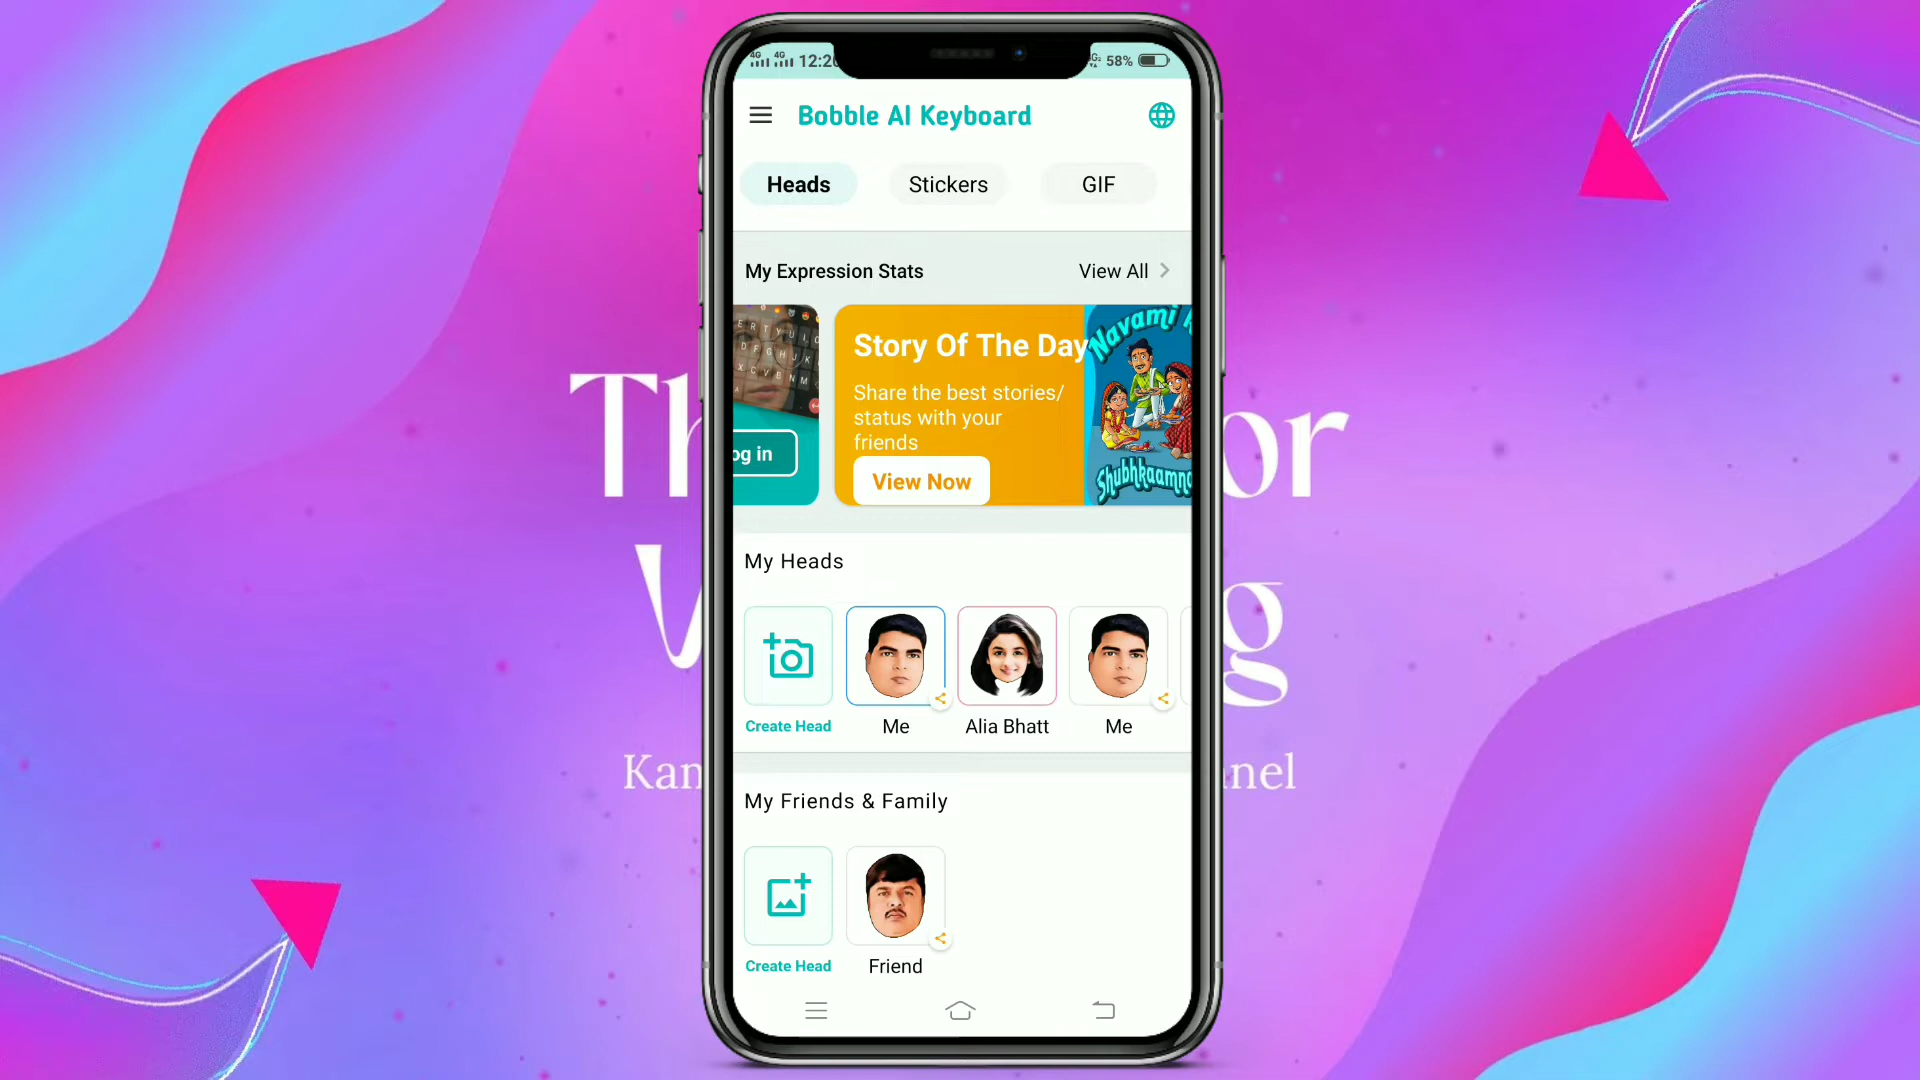 4G 4G
58%
Bobble AI Keyboard
Heads Stickers GIF
My Expression Stats View All
Story Of The Day
Share the best stories/
status with your
friends
View Now
og in
Navami
Shubhkaamna
My Heads
Create Head Me Alia Bhatt Me
My Friends & Family
Create Head Friend
Th or
g
Kan nel